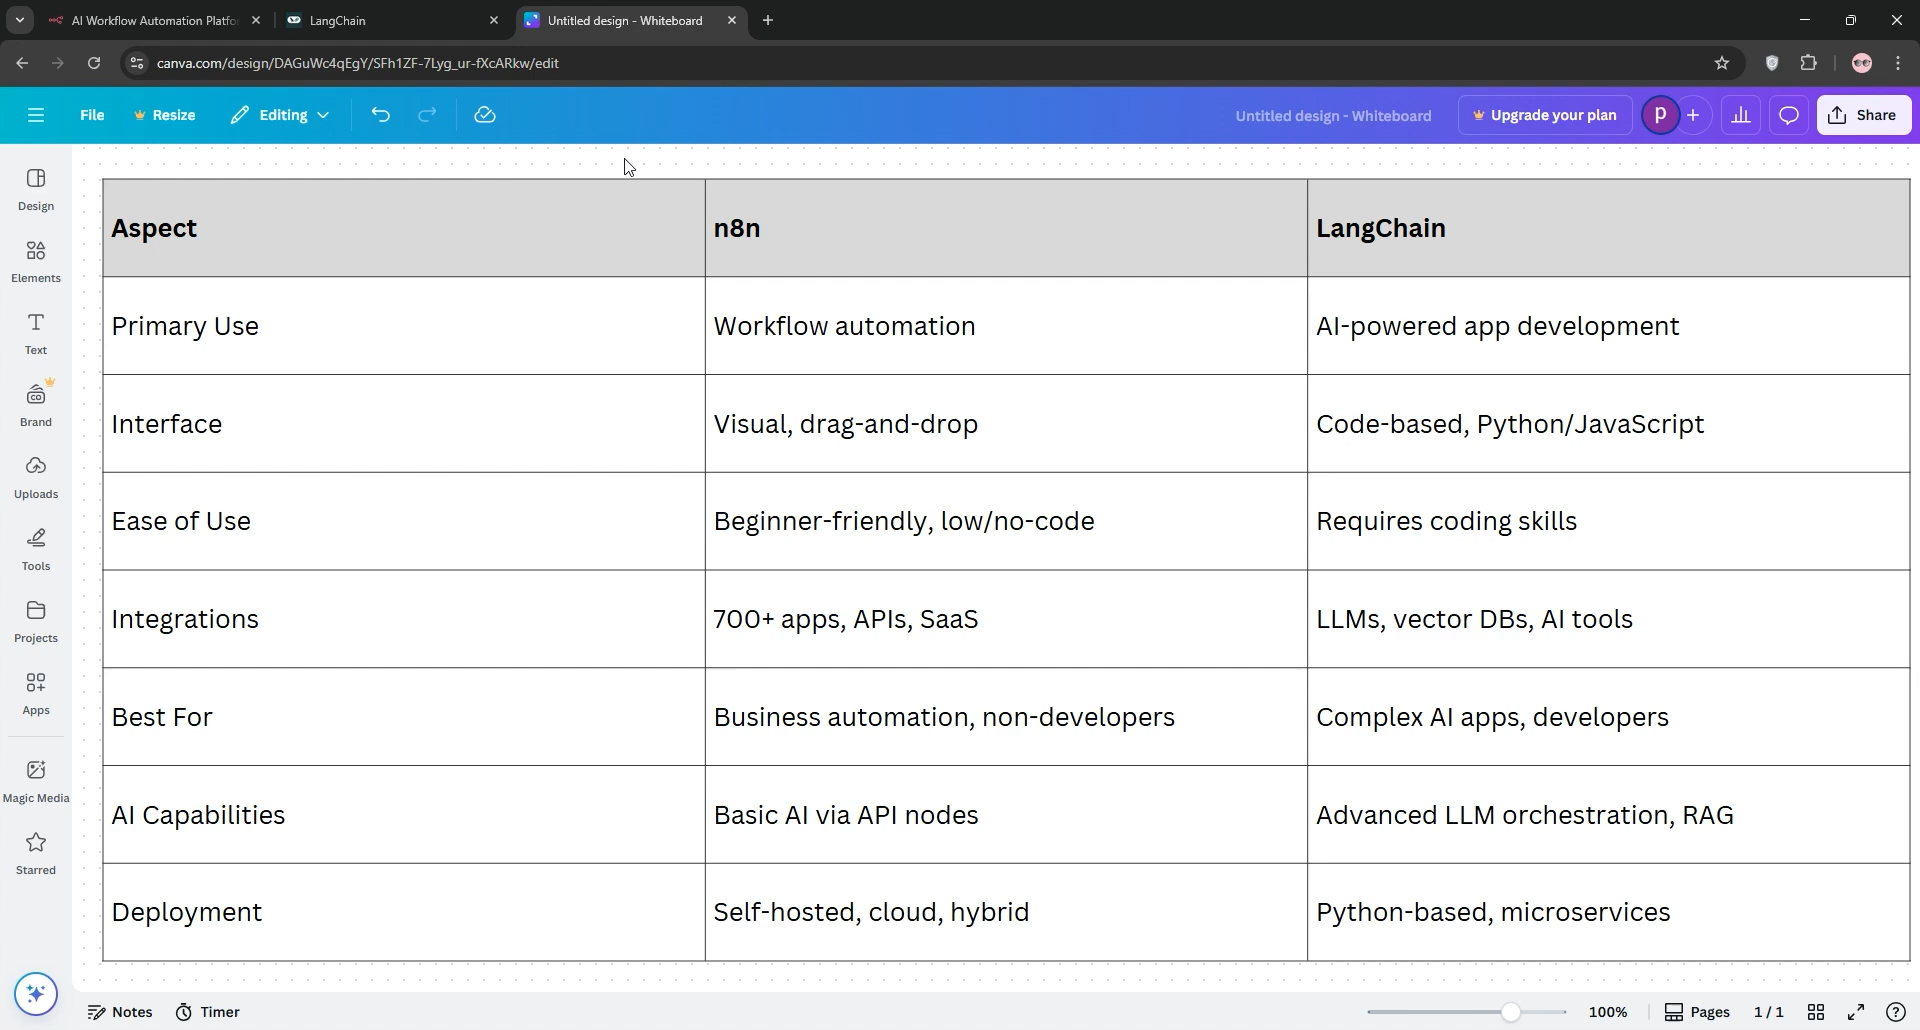 AI Workflow Automation Platfo
LangChain
Untitled design - Whiteboard
canva.com/design/DAGuWc4qEgY/SFh1ZF-7Lyg_ur-fXcARkw/edit
File
Resize
Editing
Untitled design - Whiteboard
Upgrade your plan
p
Share
Design
Elements
Text
Brand
Uploads
Tools
Projects
Apps
Magic Media
Starred
Aspect n8n LangChain
Primary Use Workflow automation AI-powered app development
Interface Visual, drag-and-drop Code-based, Python/JavaScript
Ease of Use Beginner-friendly, low/no-code Requires coding skills
Integrations 700+ apps, APIs, SaaS LLMs, vector DBs, AI tools
Best For Business automation, non-developers Complex AI apps, developers
AI Capabilities Basic AI via API nodes Advanced LLM orchestration, RAG
Deployment Self-hosted, cloud, hybrid Python-based, microservices
Notes
Timer
100%
Pages
1 / 1